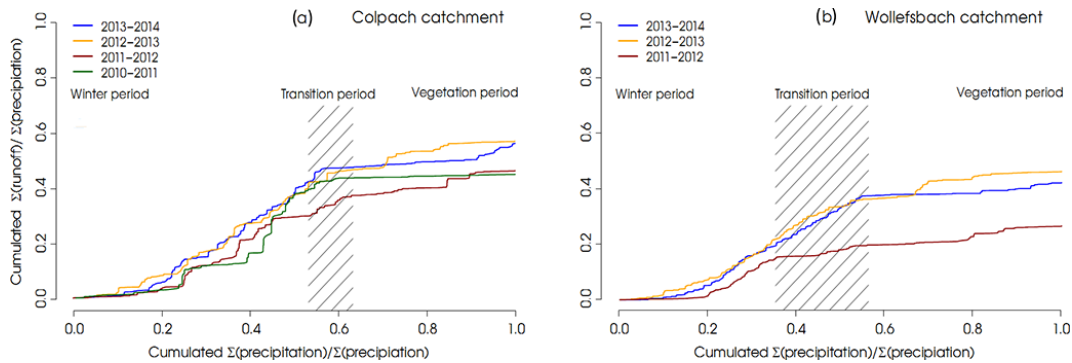 (a) Colpach catchment
2013–2014
2012–2013
2011–2012
2010–2011
Winter period Transition period Vegetation period
Cumulated Σ(runoff)/ Σ(precipitation)
0.0 0.2 0.4 0.6 0.8 1.0
0.0 0.2 0.4 0.6 0.8 1.0
Cumulated Σ(precipitation)/Σ(precipiation)
(b) Wollefsbach catchment
2013–2014
2012–2013
2011–2012
Winter period Transition period Vegetation period
0.0 0.2 0.4 0.6 0.8 1.0
0.0 0.2 0.4 0.6 0.8 1.0
Cumulated Σ(precipitation)/Σ(precipiation)